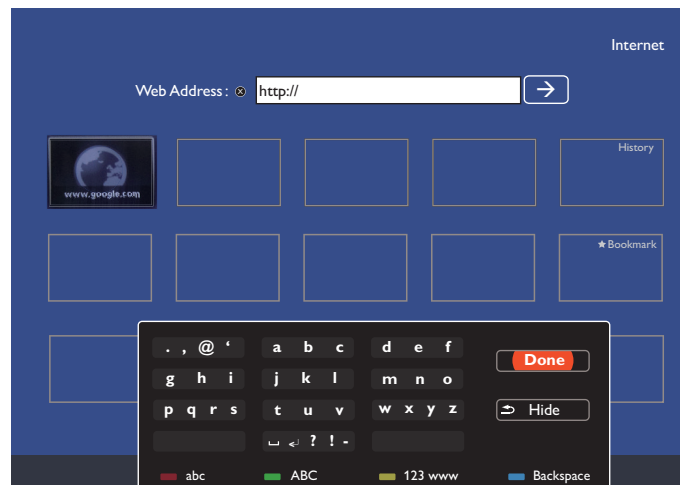 Internet
Web Address : ⊗ http:// →
www.google.com
History
★Bookmark
. , @ ‘ a b c d e f
Done
g h i j k l m n o
p q r s t u v w x y z
Hide
␣ ↵ ? ! -
abc ABC 123 www Backspace